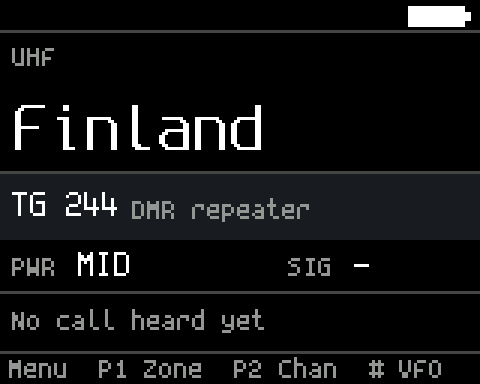 UHF
Finland
TG 244 DMR repeater
PWR MID SIG –
No call heard yet
Menu P1 Zone P2 Chan # VFO